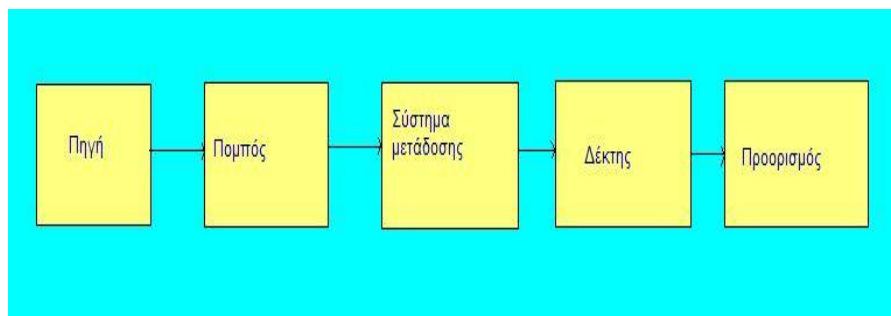 Πηγή
Πομπός
Σύστημα
μετάδοσης
Δέκτης
Προορισμός